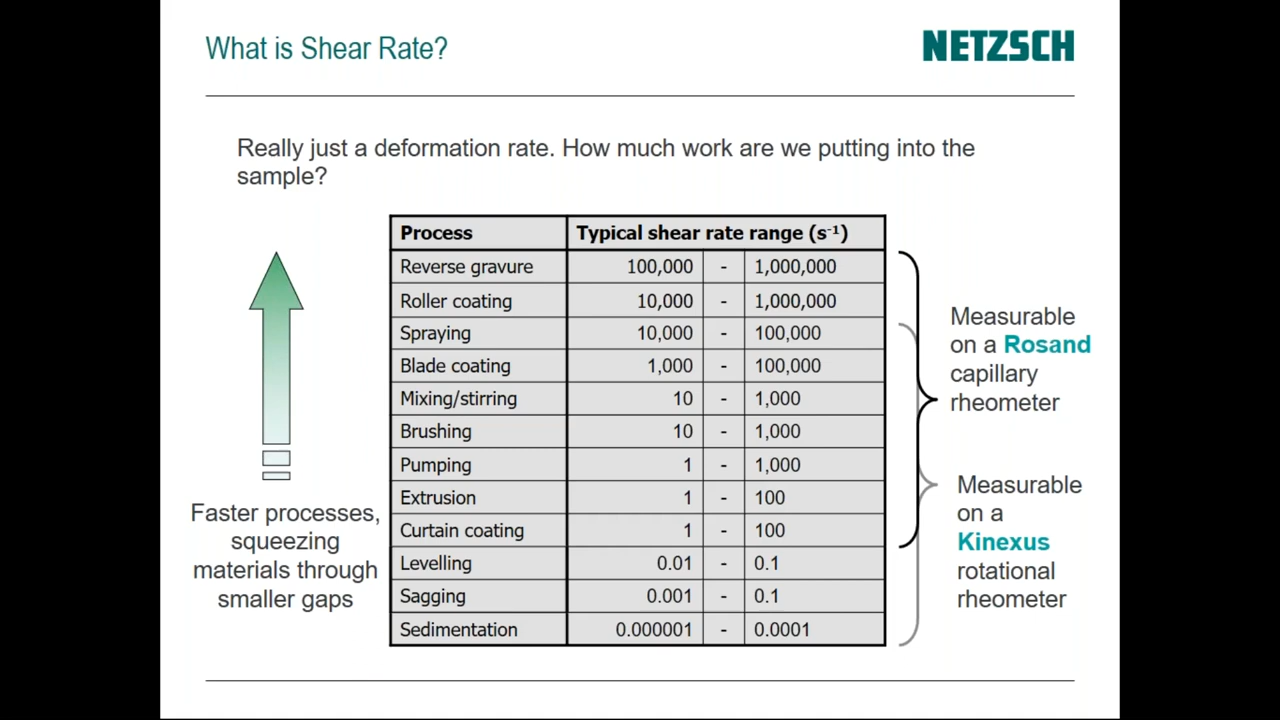 What is Shear Rate?
NETZSCH
Really just a deformation rate. How much work are we putting into the
sample?
Process Typical shear rate range (s⁻¹)
Reverse gravure 100,000 - 1,000,000
Roller coating 10,000 - 1,000,000
Spraying 10,000 - 100,000
Blade coating 1,000 - 100,000
Mixing/stirring 10 - 1,000
Brushing 10 - 1,000
Pumping 1 - 1,000
Extrusion 1 - 100
Curtain coating 1 - 100
Levelling 0.01 - 0.1
Sagging 0.001 - 0.1
Sedimentation 0.000001 - 0.0001
Faster processes,
squeezing
materials through
smaller gaps
Measurable
on a Rosand
capillary
rheometer
Measurable
on a
Kinexus
rotational
rheometer